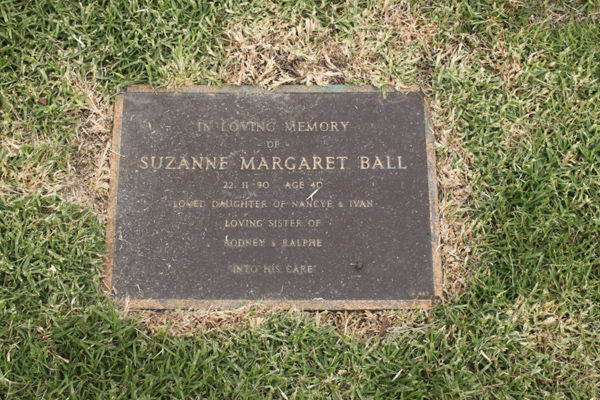 IN LOVING MEMORY
OF
SUZANNE MARGARET BALL
22·11·90 AGE 40
LOVED DAUGHTER OF NANCYE & IVAN
LOVING SISTER OF
RODNEY & RALPHE
"INTO HIS CARE"